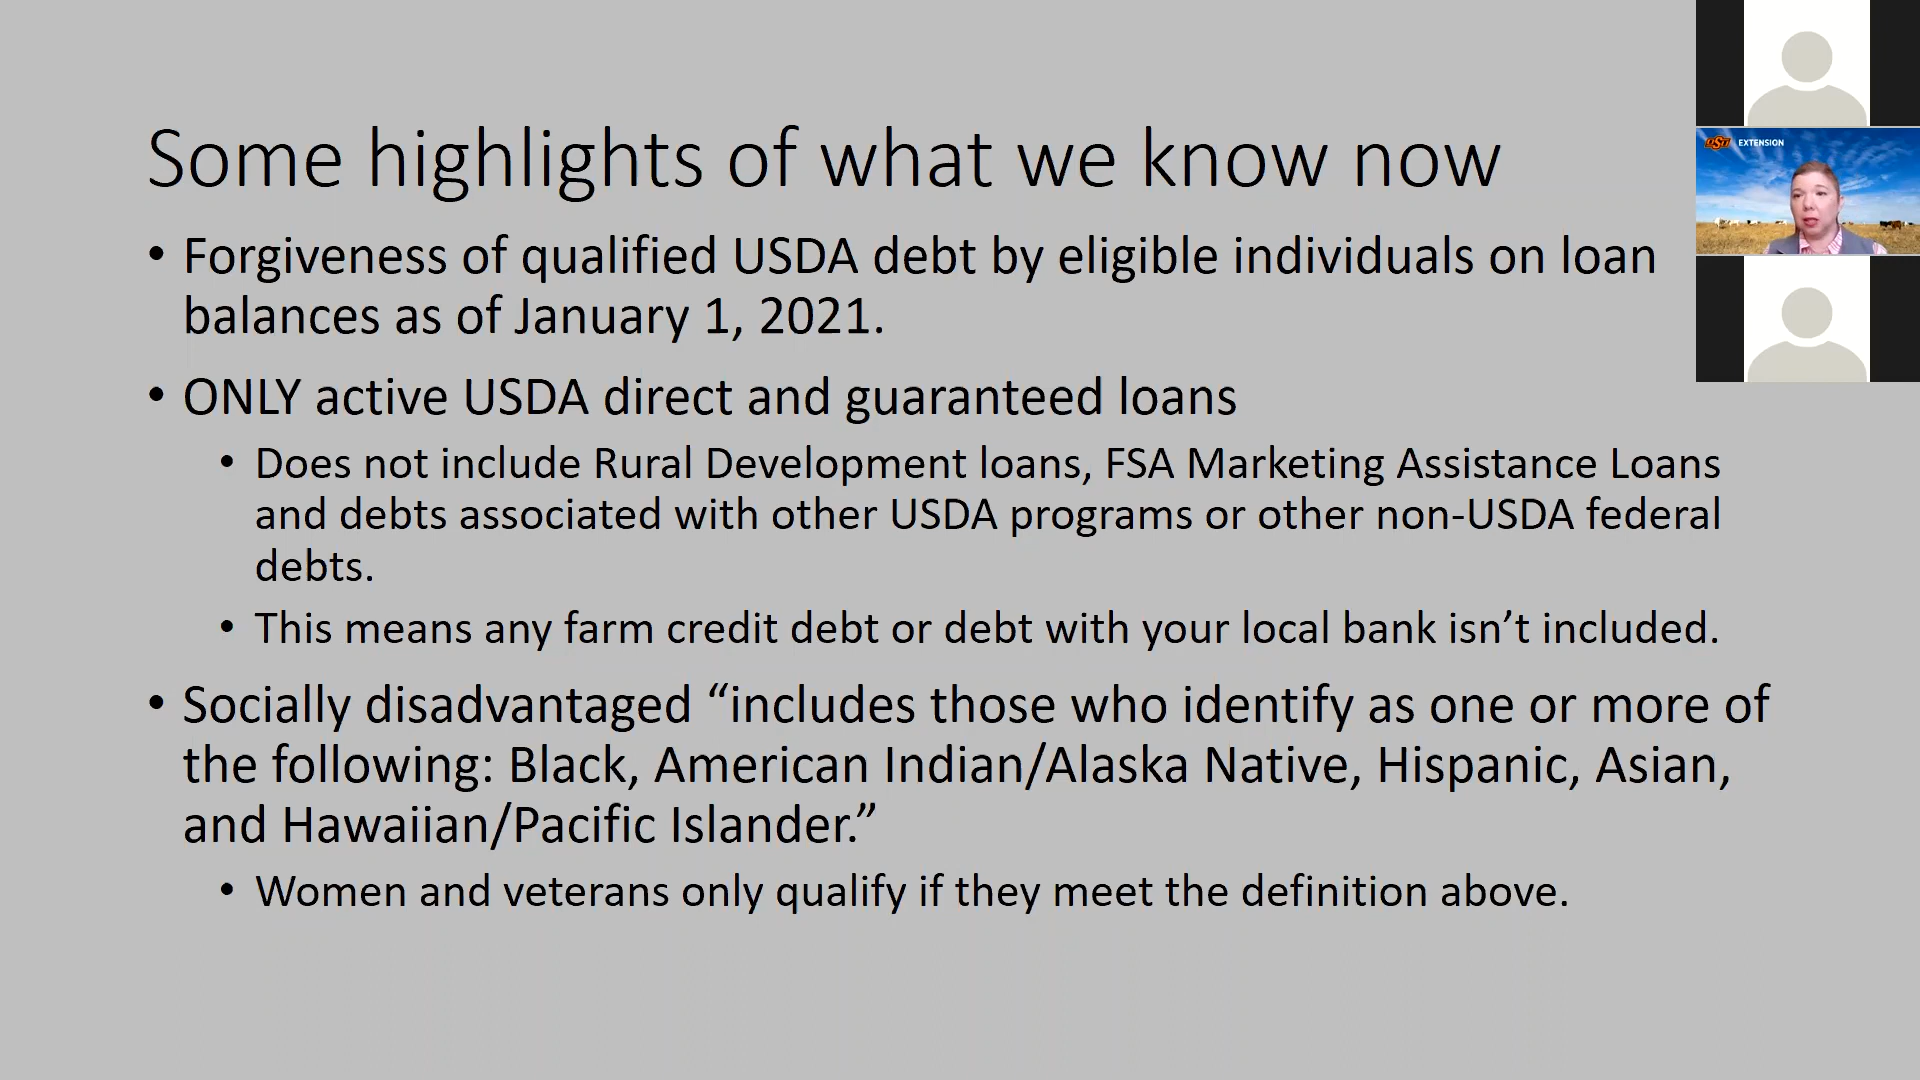 Some highlights of what we know now
• Forgiveness of qualified USDA debt by eligible individuals on loan
balances as of January 1, 2021.
• ONLY active USDA direct and guaranteed loans
• Does not include Rural Development loans, FSA Marketing Assistance Loans
and debts associated with other USDA programs or other non-USDA federal
debts.
• This means any farm credit debt or debt with your local bank isn’t included.
• Socially disadvantaged “includes those who identify as one or more of
the following: Black, American Indian/Alaska Native, Hispanic, Asian,
and Hawaiian/Pacific Islander.”
• Women and veterans only qualify if they meet the definition above.
OSU EXTENSION